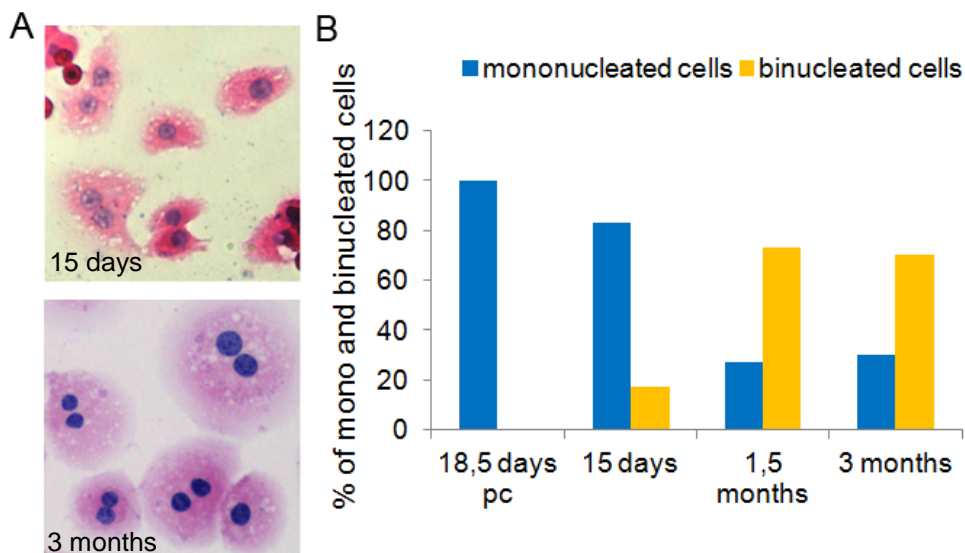 A
15 days
3 months
B
mononucleated cells binucleated cells
% of mono and binucleated cells
120
100
80
60
40
20
0
18,5 days
pc
15 days
1,5
months
3 months